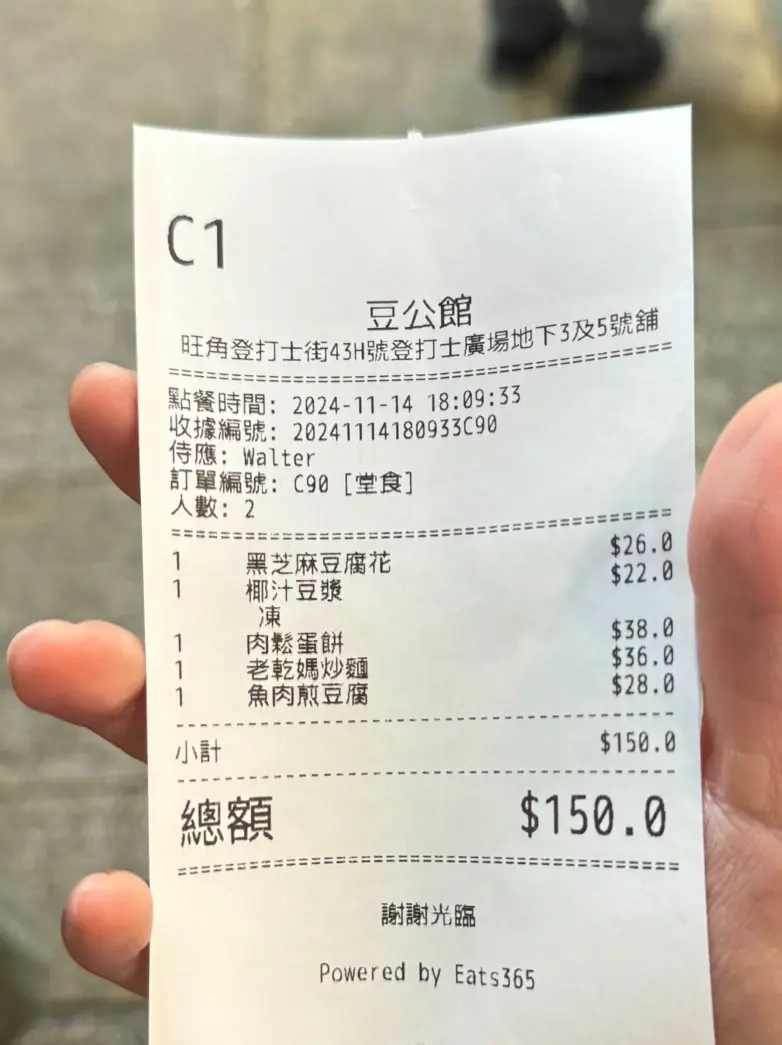 C1
豆公館
旺角登打士街43H號登打士廣場地下3及5號舖
點餐時間: 2024-11-14 18:09:33
收據編號: 20241114180933C90
侍應: Walter
訂單編號: C90 [堂食]
人數: 2
1 黑芝麻豆腐花 $26.0
1 椰汁豆漿 $22.0
凍
1 肉鬆蛋餅 $38.0
1 老乾媽炒麵 $36.0
1 魚肉煎豆腐 $28.0
小計 $150.0
總額 $150.0
謝謝光臨
Powered by Eats365